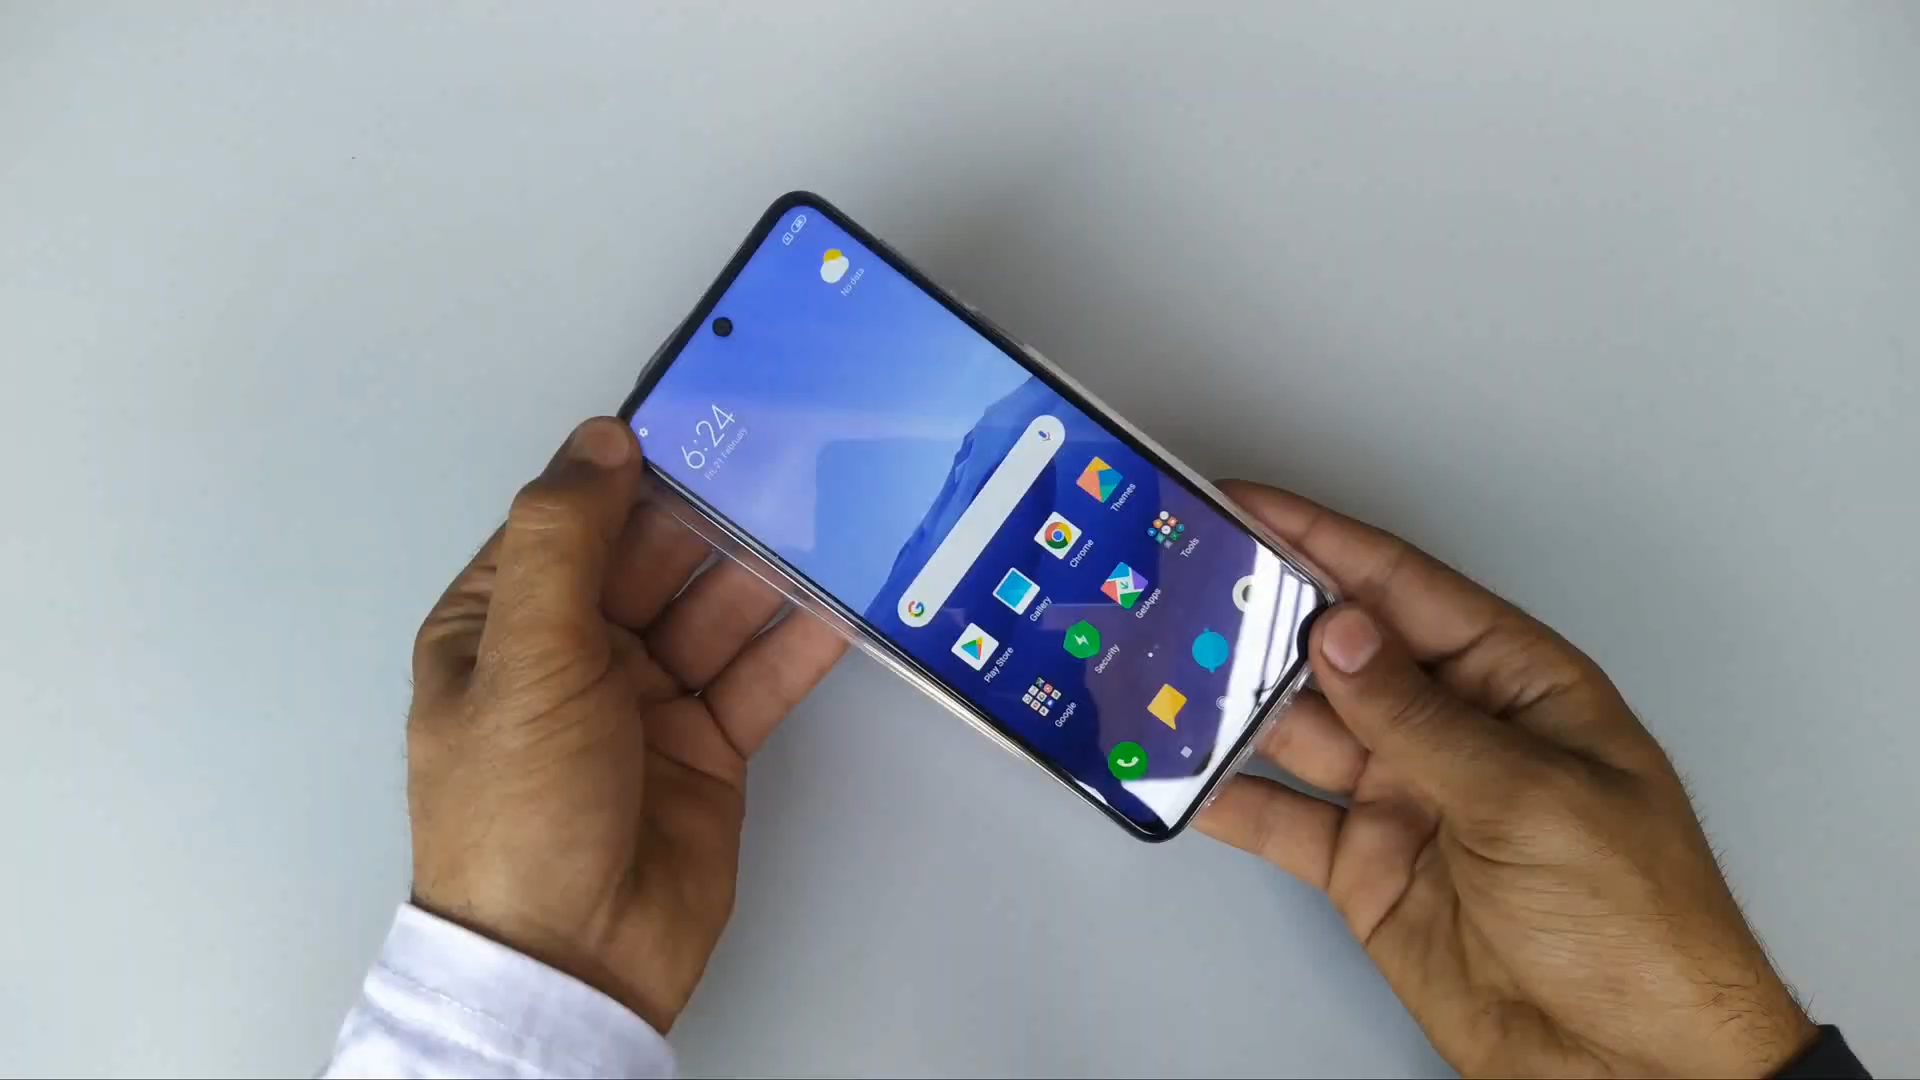 No data
6:24
Fri, 21 February
Themes
Chrome
Gallery
Play Store
Tools
GetApps
Security
Google